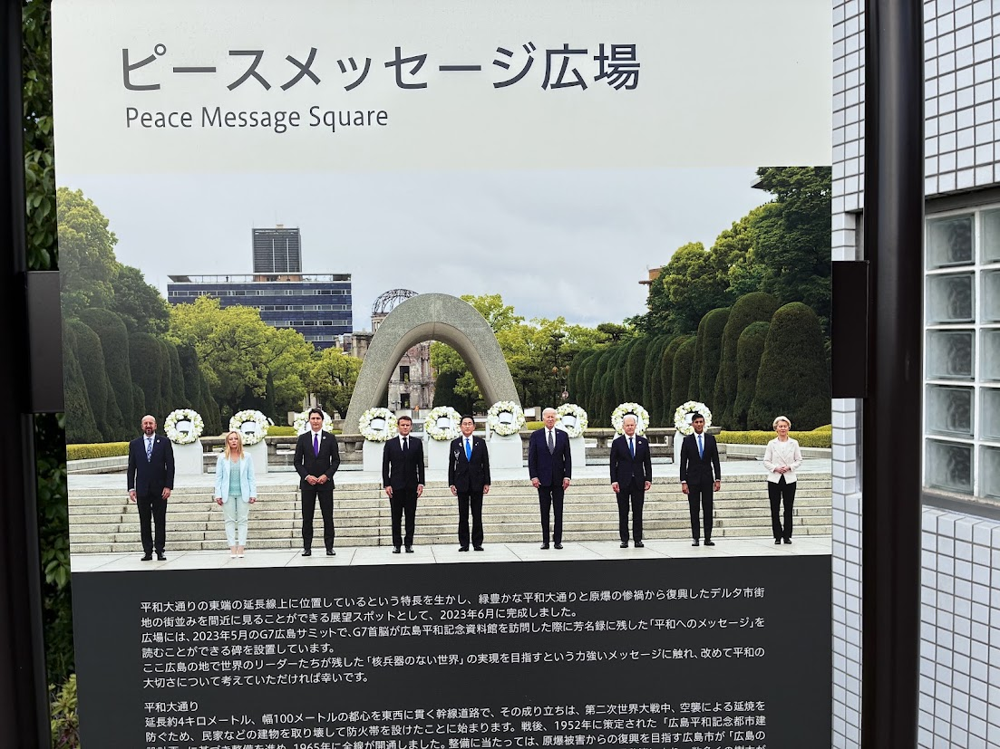 ピースメッセージ広場
Peace Message Square
平和大通りの東端の延長線上に位置しているという特長を生かし、緑豊かな平和大通りと原爆の惨禍から復興したデルタ市街
地の街並みを間近に見ることができる展望スポットとして、2023年6月に完成しました。
広場には、2023年5月のG7広島サミットで、G7首脳が広島平和記念資料館を訪問した際に芳名録に残した「平和へのメッセージ」を
読むことができる碑を設置しています。
ここ広島の地で世界のリーダーたちが残した「核兵器のない世界」の実現を目指すという力強いメッセージに触れ、改めて平和の
大切さについて考えていただければ幸いです。
平和大通り
延長約4キロメートル、幅100メートルの都心を東西に貫く幹線道路で、その成り立ちは、第二次世界大戦中、空襲による延焼を
防ぐため、民家などの建物を取り壊して防火帯を設けたことに始まります。戦後、1952年に策定された「広島平和記念都市建
設計画」に基づき整備を進め、1965年に全線が開通しました。整備に当たっては、原爆被害からの復興を目指す広島市が「広島の